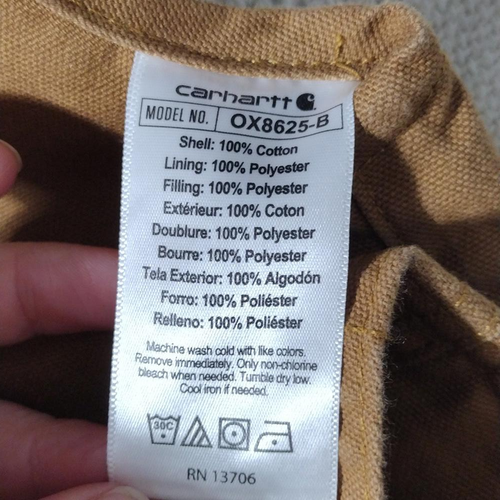 carhartt
MODEL NO. OX8625-B
Shell: 100% Cotton
Lining: 100% Polyester
Filling: 100% Polyester
Extérieur: 100% Coton
Doublure: 100% Polyester
Bourre: 100% Polyester
Tela Exterior: 100% Algodón
Forro: 100% Poliéster
Relleno: 100% Poliéster
Machine wash cold with like colors.
Remove immediately. Only non-chlorine
bleach when needed. Tumble dry low.
Cool iron if needed.
30C
RN 13706